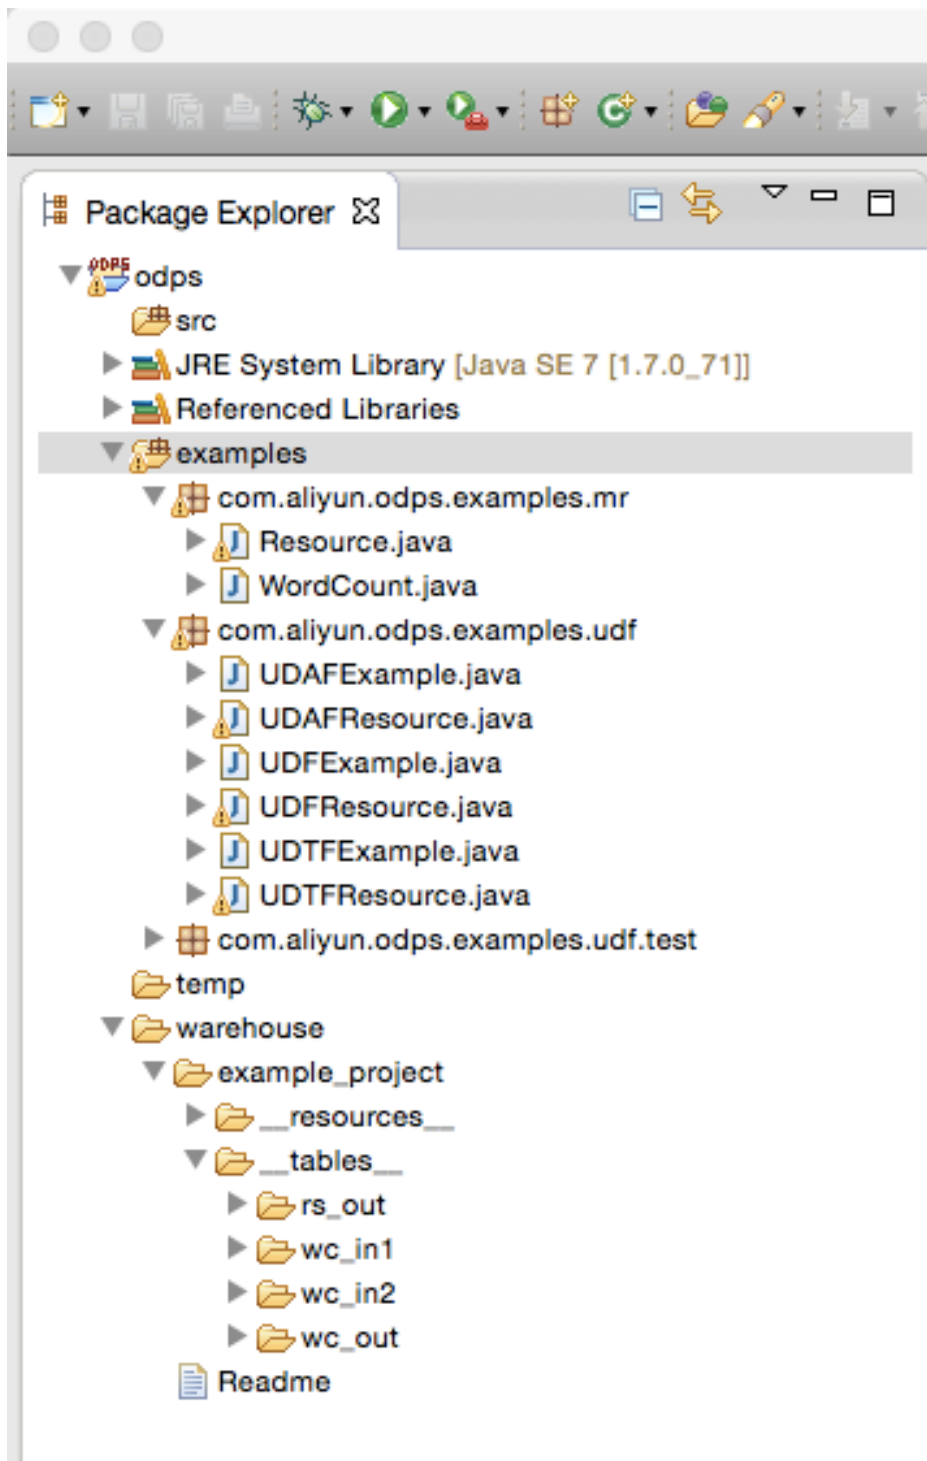 Package Explorer
ODPS
odps
src
JRE System Library [Java SE 7 [1.7.0_71]]
Referenced Libraries
examples
com.aliyun.odps.examples.mr
Resource.java
WordCount.java
com.aliyun.odps.examples.udf
UDAFExample.java
UDAFResource.java
UDFExample.java
UDFResource.java
UDTFExample.java
UDTFResource.java
com.aliyun.odps.examples.udf.test
temp
warehouse
example_project
__resources__
__tables__
rs_out
wc_in1
wc_in2
wc_out
Readme